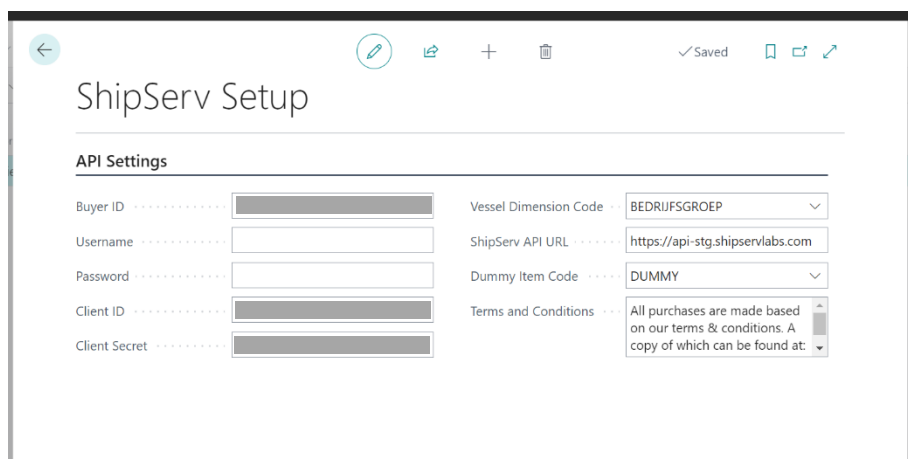 Saved
ShipServ Setup
API Settings
Buyer ID
Username
Password
Client ID
Client Secret
Vessel Dimension Code BEDRIJFSGROEP
ShipServ API URL https://api-stg.shipservlabs.com
Dummy Item Code DUMMY
Terms and Conditions All purchases are made based
on our terms & conditions. A
copy of which can be found at: